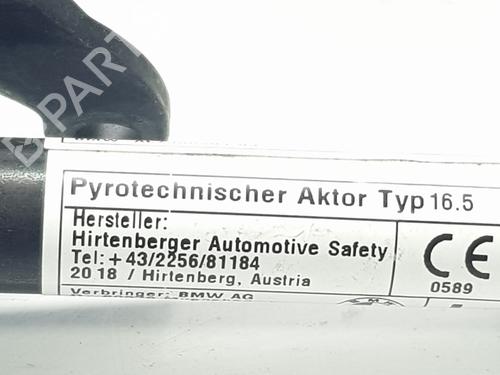 B-PARTS
Pyrotechnischer Aktor Typ 16.5
Hersteller:
Hirtenberger Automotive Safety
Tel:+43/2256/81184
2018 / Hirtenberg, Austria
Verbringer: BMW AG
CE
0589